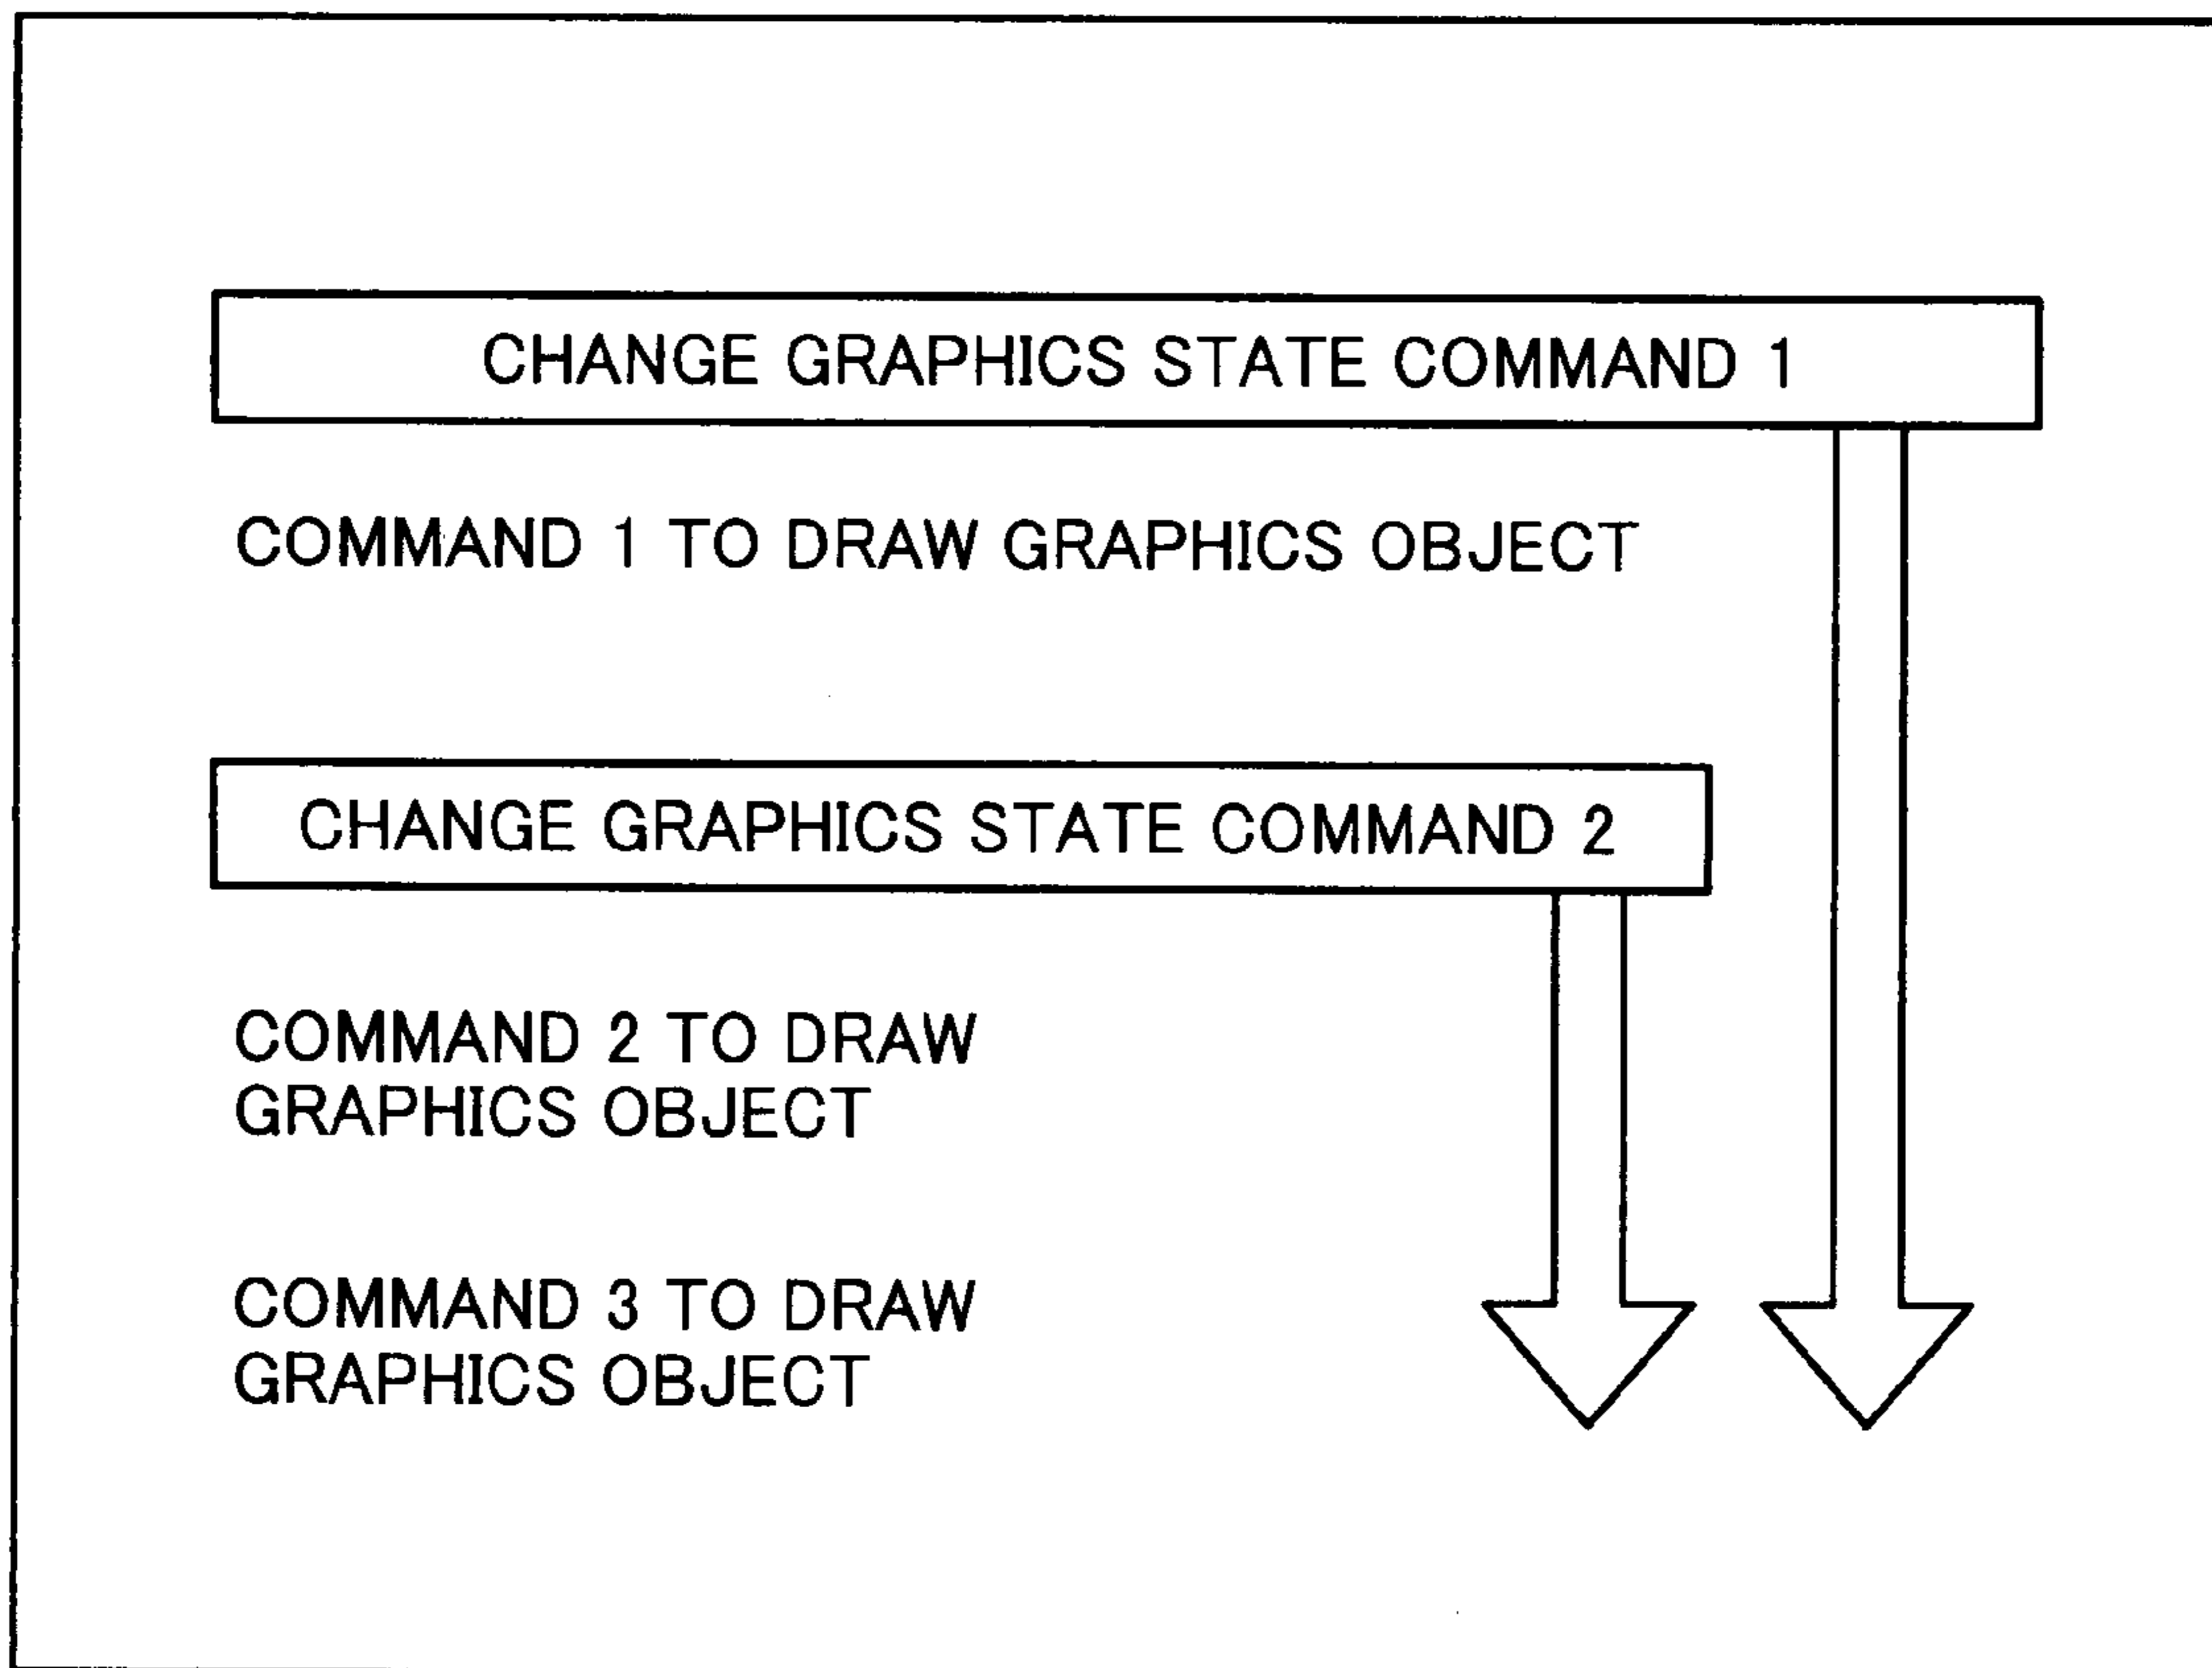 CHANGE GRAPHICS STATE COMMAND 1
COMMAND 1 TO DRAW GRAPHICS OBJECT
CHANGE GRAPHICS STATE COMMAND 2
COMMAND 2 TO DRAW
GRAPHICS OBJECT
COMMAND 3 TO DRAW
GRAPHICS OBJECT